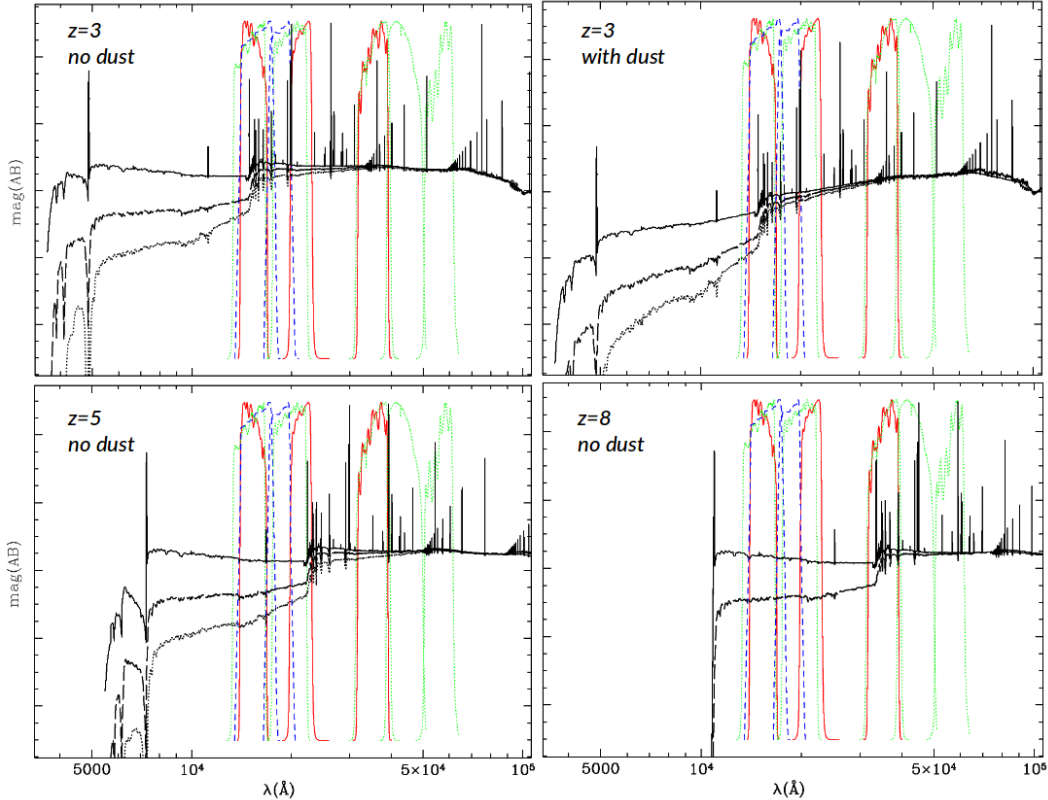 z=3
no dust
z=3
with dust
mag(AB)
z=5
no dust
z=8
no dust
mag(AB)
5000
10⁴
5×10⁴
10⁵
5000
10⁴
5×10⁴
10⁵
λ(Å)
λ(Å)